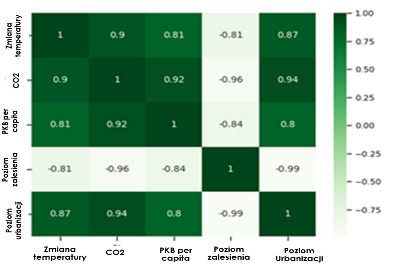 Zmiana temperatury 1 0.9 0.81 -0.81 0.87
CO2 0.9 1 0.92 -0.96 0.94
PKB per capita 0.81 0.92 1 -0.84 0.8
Poziom zalesienia -0.81 -0.96 -0.84 1 -0.99
Poziom urbanizacji 0.87 0.94 0.8 -0.99 1
Zmiana CO2 PKB per Poziom Poziom
temperatury capita zalesienia Urbanizacji
1.00
0.75
0.50
0.25
0.00
-0.25
-0.50
-0.75